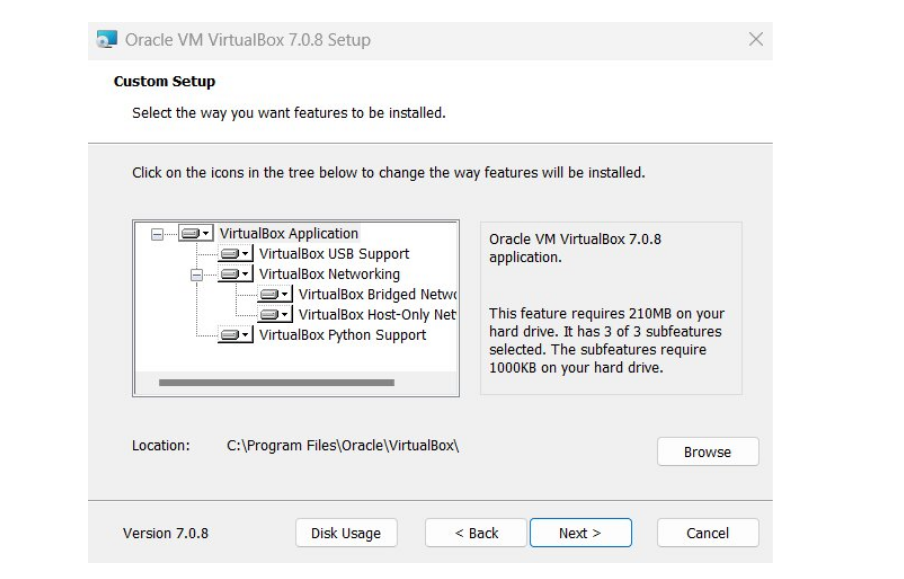 Oracle VM VirtualBox 7.0.8 Setup
Custom Setup
Select the way you want features to be installed.
Click on the icons in the tree below to change the way features will be installed.
VirtualBox Application
VirtualBox USB Support
VirtualBox Networking
VirtualBox Bridged Netwo
VirtualBox Host-Only Net
VirtualBox Python Support
Oracle VM VirtualBox 7.0.8
application.
This feature requires 210MB on your
hard drive. It has 3 of 3 subfeatures
selected. The subfeatures require
1000KB on your hard drive.
Location: C:\Program Files\Oracle\VirtualBox\
Browse
Version 7.0.8
Disk Usage
< Back
Next >
Cancel